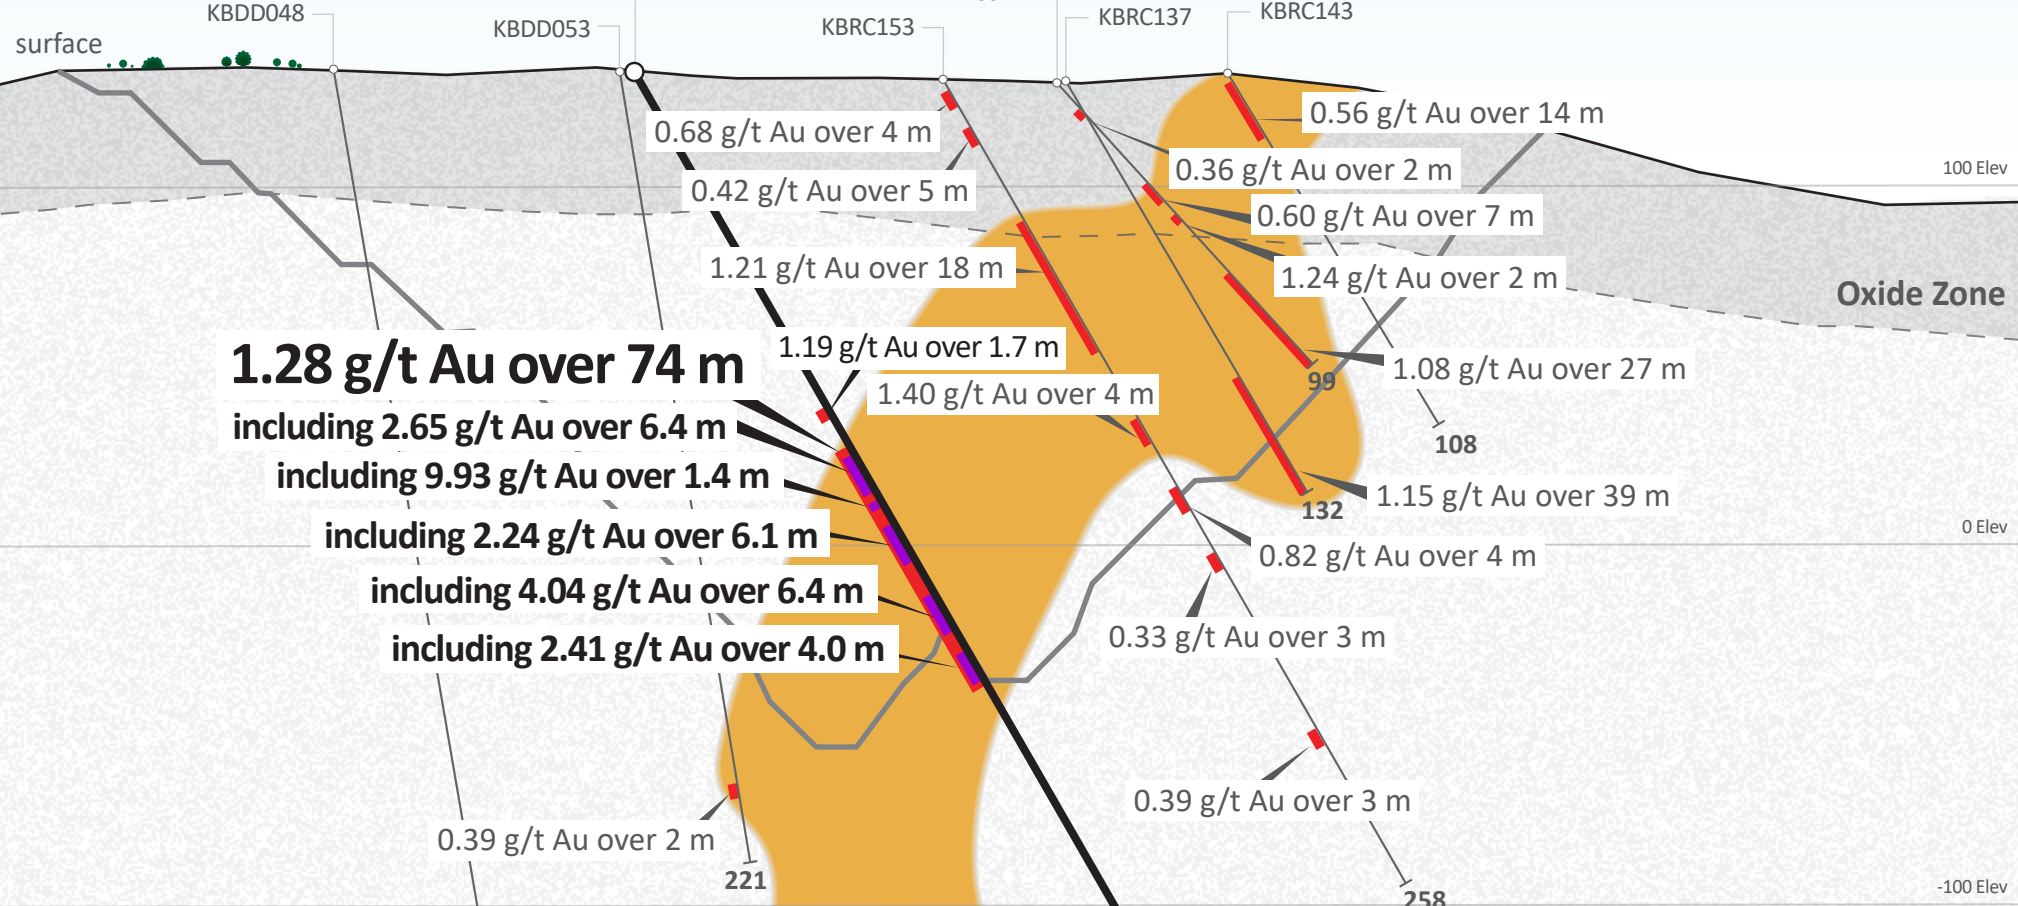 KBDD048
KBDD053
KBRC153
KBRC137
KBRC143
surface
0.68 g/t Au over 4 m
0.56 g/t Au over 14 m
0.42 g/t Au over 5 m
0.36 g/t Au over 2 m
100 Elev
0.60 g/t Au over 7 m
1.21 g/t Au over 18 m
1.24 g/t Au over 2 m
Oxide Zone
1.28 g/t Au over 74 m
1.19 g/t Au over 1.7 m
1.08 g/t Au over 27 m
99
1.40 g/t Au over 4 m
including 2.65 g/t Au over 6.4 m
108
including 9.93 g/t Au over 1.4 m
1.15 g/t Au over 39 m
132
including 2.24 g/t Au over 6.1 m
0 Elev
0.82 g/t Au over 4 m
including 4.04 g/t Au over 6.4 m
0.33 g/t Au over 3 m
including 2.41 g/t Au over 4.0 m
0.39 g/t Au over 3 m
0.39 g/t Au over 2 m
221
-100 Elev
258